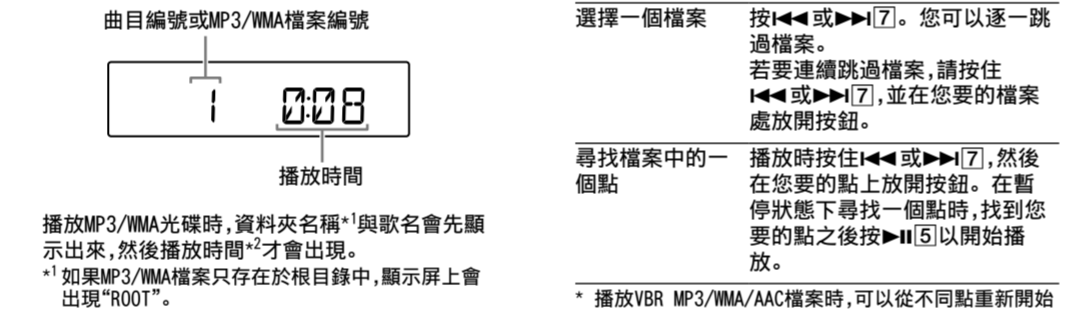 曲目編號或MP3/WMA檔案編號
1 0:08
播放時間
播放MP3/WMA光碟時,資料夾名稱*1與歌名會先顯
示出來,然後播放時間*2才會出現。
*1 如果MP3/WMA檔案只存在於根目錄中,顯示屏上會
出現“ROOT”。
選擇一個檔案
按⏮或⏭7。您可以逐一跳
過檔案。
若要連續跳過檔案,請按住
⏮或⏭7,並在您要的檔案
處放開按鈕。
尋找檔案中的一
個點
播放時按住⏮或⏭7,然後
在您要的點上放開按鈕。在暫
停狀態下尋找一個點時,找到您
要的點之後按⏯5以開始播
放。
* 播放VBR MP3/WMA/AAC檔案時,可以從不同點重新開始